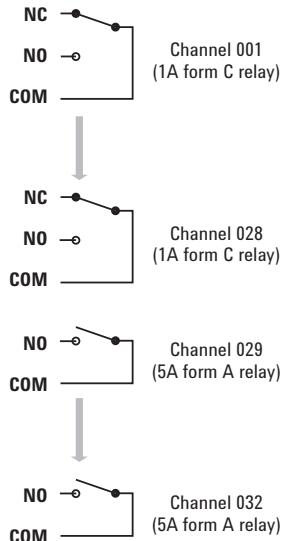 NC
NO
COM
Channel 001
(1A form C relay)
NC
NO
COM
Channel 028
(1A form C relay)
NO
COM
Channel 029
(5A form A relay)
NO
COM
Channel 032
(5A form A relay)